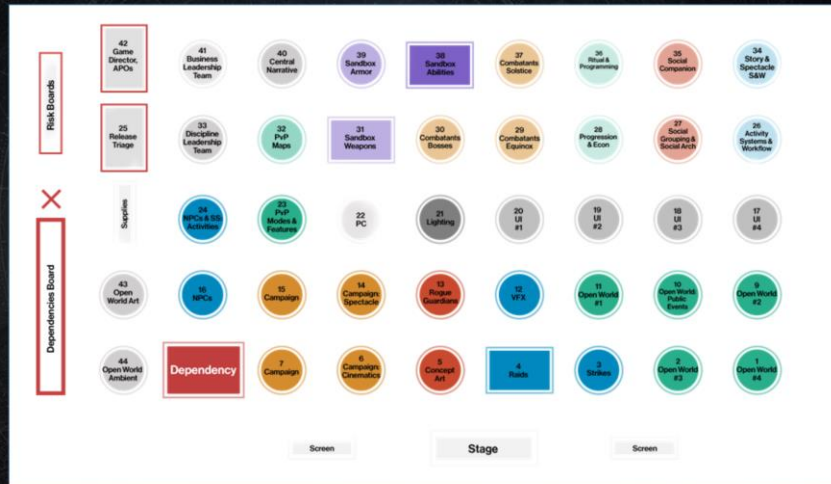 Risk Boards
42
Game
Director,
APOs
41
Business
Leadership
Team
40
Central
Narrative
39
Sandbox
Armor
38
Sandbox
Abilities
37
Combatants
Solstice
36
Ritual &
Programming
35
Social
Companion
34
Story &
Spectacle
S&W
25
Release
Triage
33
Discipline
Leadership
Team
32
PvP
Maps
31
Sandbox
Weapons
30
Combatants
Bosses
29
Combatants
Equinox
28
Progression
& Econ
27
Social
Grouping &
Social Arch
26
Activity
Systems &
Workflow
Supplies
24
NPCs & SS:
Activities
23
PvP
Modes &
Features
22
PC
21
Lighting
20
UI
#1
19
UI
#2
18
UI
#3
17
UI
#4
Dependencies Board
43
Open
World Art
16
NPCs
15
Campaign
14
Campaign:
Spectacle
13
Rogue
Guardians
12
VFX
11
Open World
#1
10
Open World:
Public
Events
9
Open World
#2
44
Open World
Ambient
Dependency
7
Campaign
6
Campaign:
Cinematics
5
Concept
Art
4
Raids
3
Strikes
2
Open World
#3
1
Open World
#4
Screen
Stage
Screen